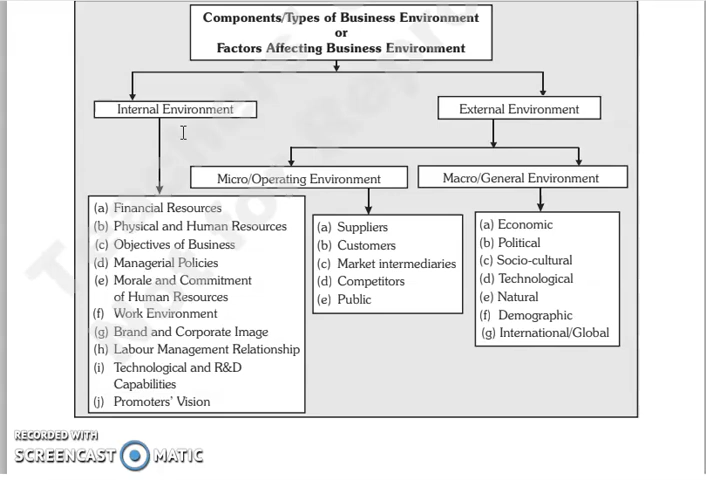 Components/Types of Business Environment
or
Factors Affecting Business Environment
Internal Environment
External Environment
Micro/Operating Environment
Macro/General Environment
(a) Financial Resources
(b) Physical and Human Resources
(c) Objectives of Business
(d) Managerial Policies
(e) Morale and Commitment
of Human Resources
(f) Work Environment
(g) Brand and Corporate Image
(h) Labour Management Relationship
(i) Technological and R&D
Capabilities
(j) Promoters' Vision
(a) Suppliers
(b) Customers
(c) Market intermediaries
(d) Competitors
(e) Public
(a) Economic
(b) Political
(c) Socio-cultural
(d) Technological
(e) Natural
(f) Demographic
(g) International/Global
RECORDED WITH
SCREENCAST MATIC